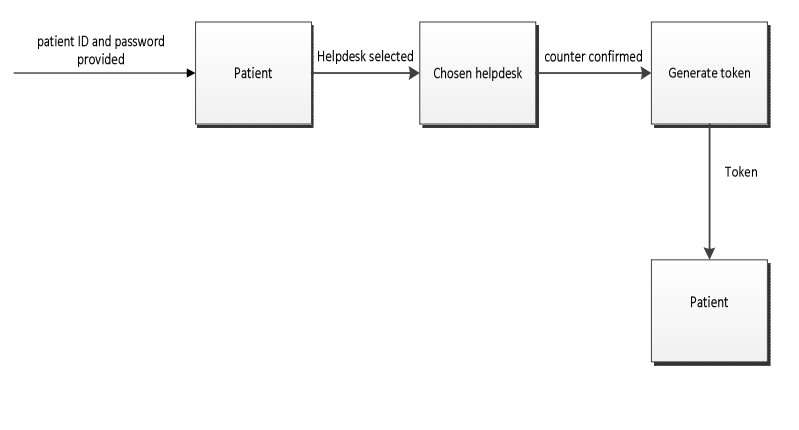 patient ID and password
provided
Patient
Helpdesk selected
Chosen helpdesk
counter confirmed
Generate token
Token
Patient